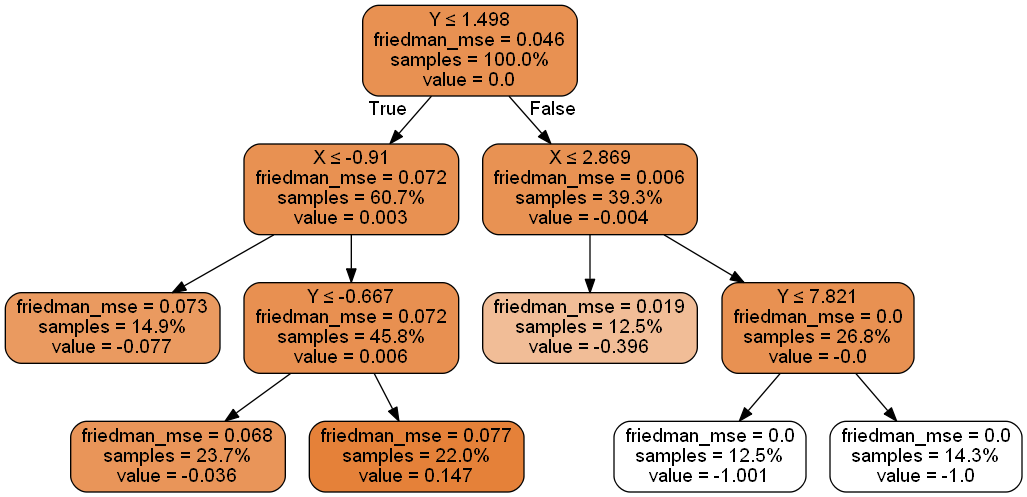 Y ≤ 1.498
friedman_mse = 0.046
samples = 100.0%
value = 0.0
True
False
X ≤ -0.91
friedman_mse = 0.072
samples = 60.7%
value = 0.003
X ≤ 2.869
friedman_mse = 0.006
samples = 39.3%
value = -0.004
friedman_mse = 0.073
samples = 14.9%
value = -0.077
Y ≤ -0.667
friedman_mse = 0.072
samples = 45.8%
value = 0.006
friedman_mse = 0.019
samples = 12.5%
value = -0.396
Y ≤ 7.821
friedman_mse = 0.0
samples = 26.8%
value = -0.0
friedman_mse = 0.068
samples = 23.7%
value = -0.036
friedman_mse = 0.077
samples = 22.0%
value = 0.147
friedman_mse = 0.0
samples = 12.5%
value = -1.001
friedman_mse = 0.0
samples = 14.3%
value = -1.0